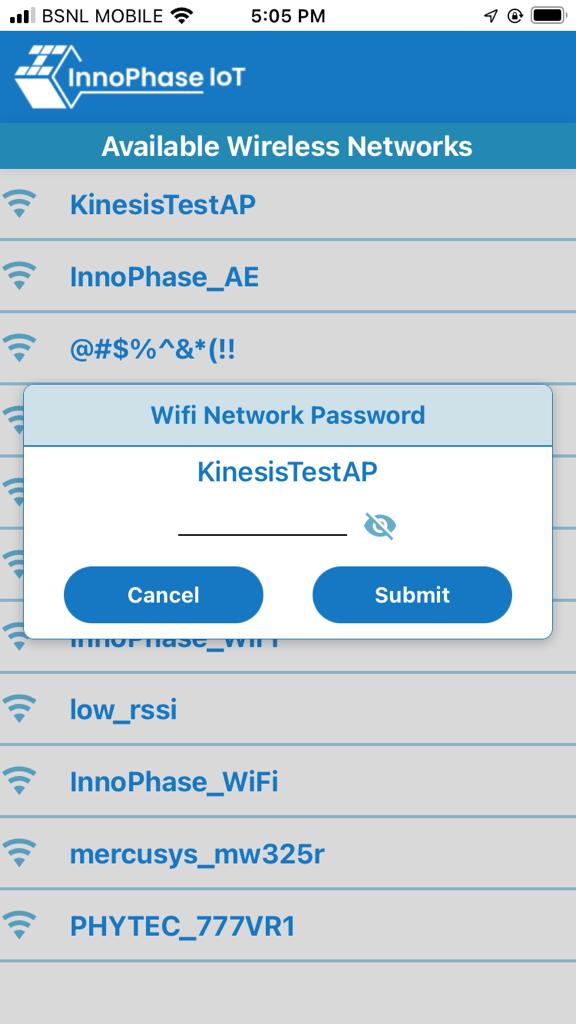 BSNL MOBILE 5:05 PM
InnoPhase IoT
Available Wireless Networks
KinesisTestAP
InnoPhase_AE
@#$%^&*(!!
Wifi Network Password
KinesisTestAP
Cancel Submit
InnoPhase_WiFi
low_rssi
InnoPhase_WiFi
mercusys_mw325r
PHYTEC_777VR1